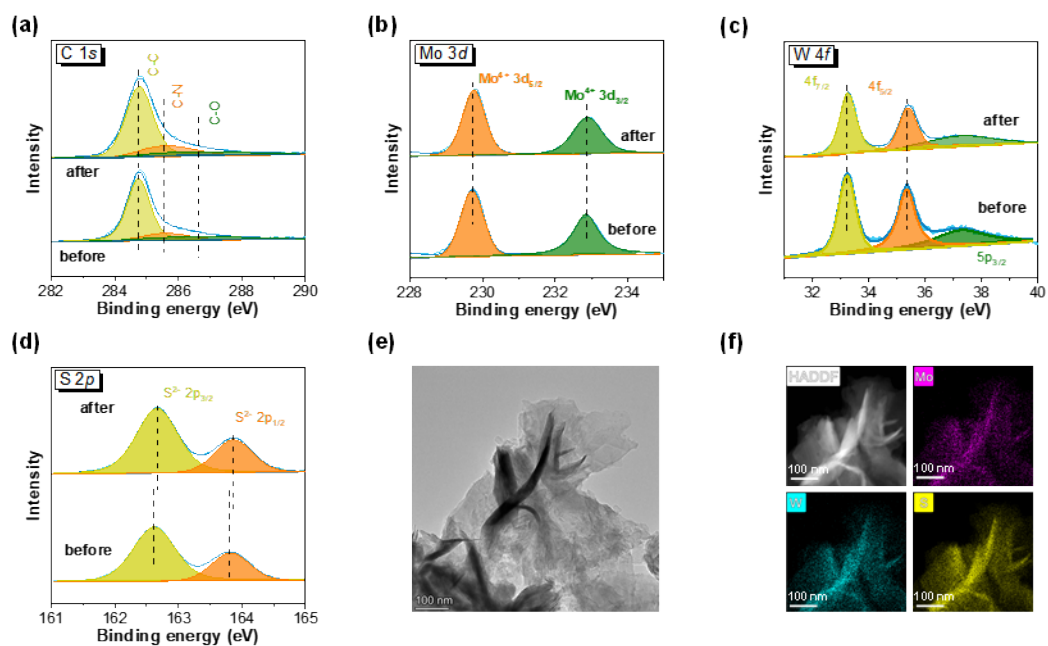 (a)
C 1s
C-C
C-N
C-O
after
before
Intensity
282 284 286 288 290
Binding energy (eV)
(b)
Mo 3d
Mo⁴⁺ 3d₅/₂
Mo⁴⁺ 3d₃/₂
after
before
Intensity
228 230 232 234
Binding energy (eV)
(c)
W 4f
4f₇/₂
4f₅/₂
after
before
5p₃/₂
Intensity
32 34 36 38 40
Binding energy (eV)
(d)
S 2p
S²⁻ 2p₃/₂
S²⁻ 2p₁/₂
after
before
Intensity
161 162 163 164 165
Binding energy (eV)
(e)
100 nm
(f)
HADDF
100 nm
Mo
100 nm
W
100 nm
S
100 nm